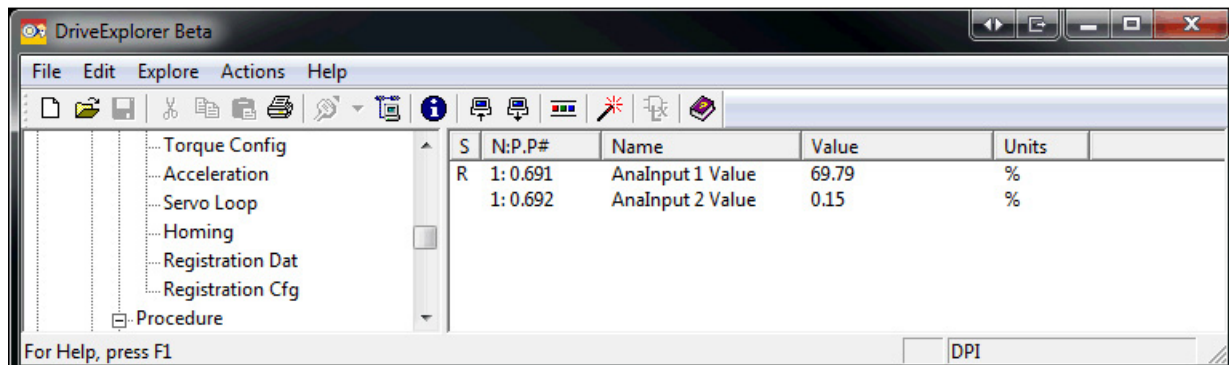 DriveExplorer Beta
File Edit Explore Actions Help
Torque Config
Acceleration
Servo Loop
Homing
Registration Dat
Registration Cfg
Procedure
S N:P.P# Name Value Units
R 1: 0.691 AnaInput 1 Value 69.79 %
1: 0.692 AnaInput 2 Value 0.15 %
For Help, press F1
DPI